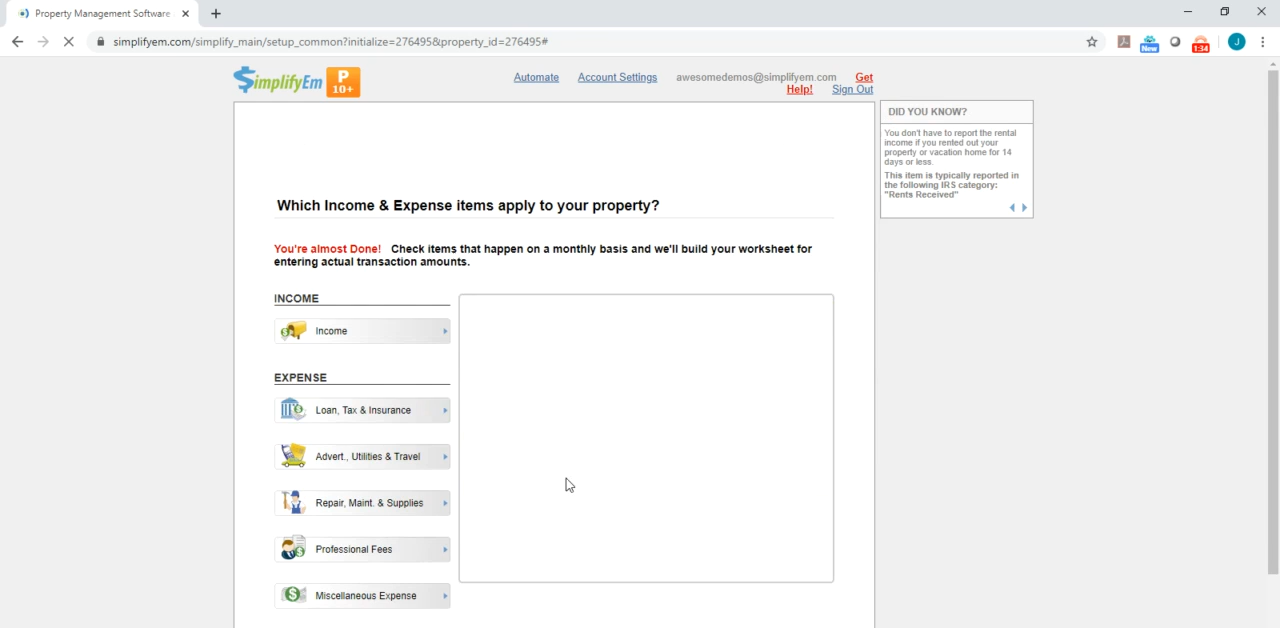 Property Management Software
simplifyem.com/simplify_main/setup_common?initialize=276495&property_id=276495#
New
1:34
J
$implifyEm P 10+
Automate Account Settings awesomedemos@simplifyem.com Get Help! Sign Out
DID YOU KNOW?
You don't have to report the rental
income if you rented out your
property or vacation home for 14
days or less.
This item is typically reported in
the following IRS category:
"Rents Received"
Which Income & Expense items apply to your property?
You're almost Done! Check items that happen on a monthly basis and we'll build your worksheet for
entering actual transaction amounts.
INCOME
Income
EXPENSE
Loan, Tax & Insurance
Advert., Utilities & Travel
Repair, Maint. & Supplies
Professional Fees
Miscellaneous Expense